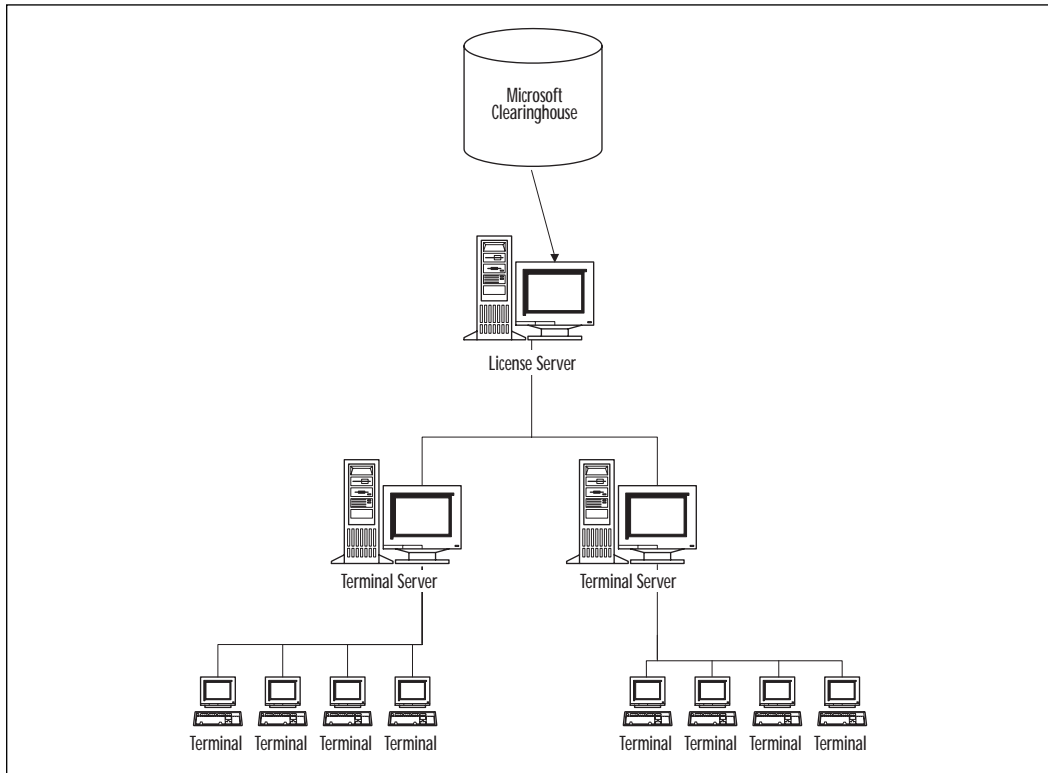 Microsoft
Clearinghouse
License Server
Terminal Server
Terminal Server
Terminal
Terminal
Terminal
Terminal
Terminal
Terminal
Terminal
Terminal